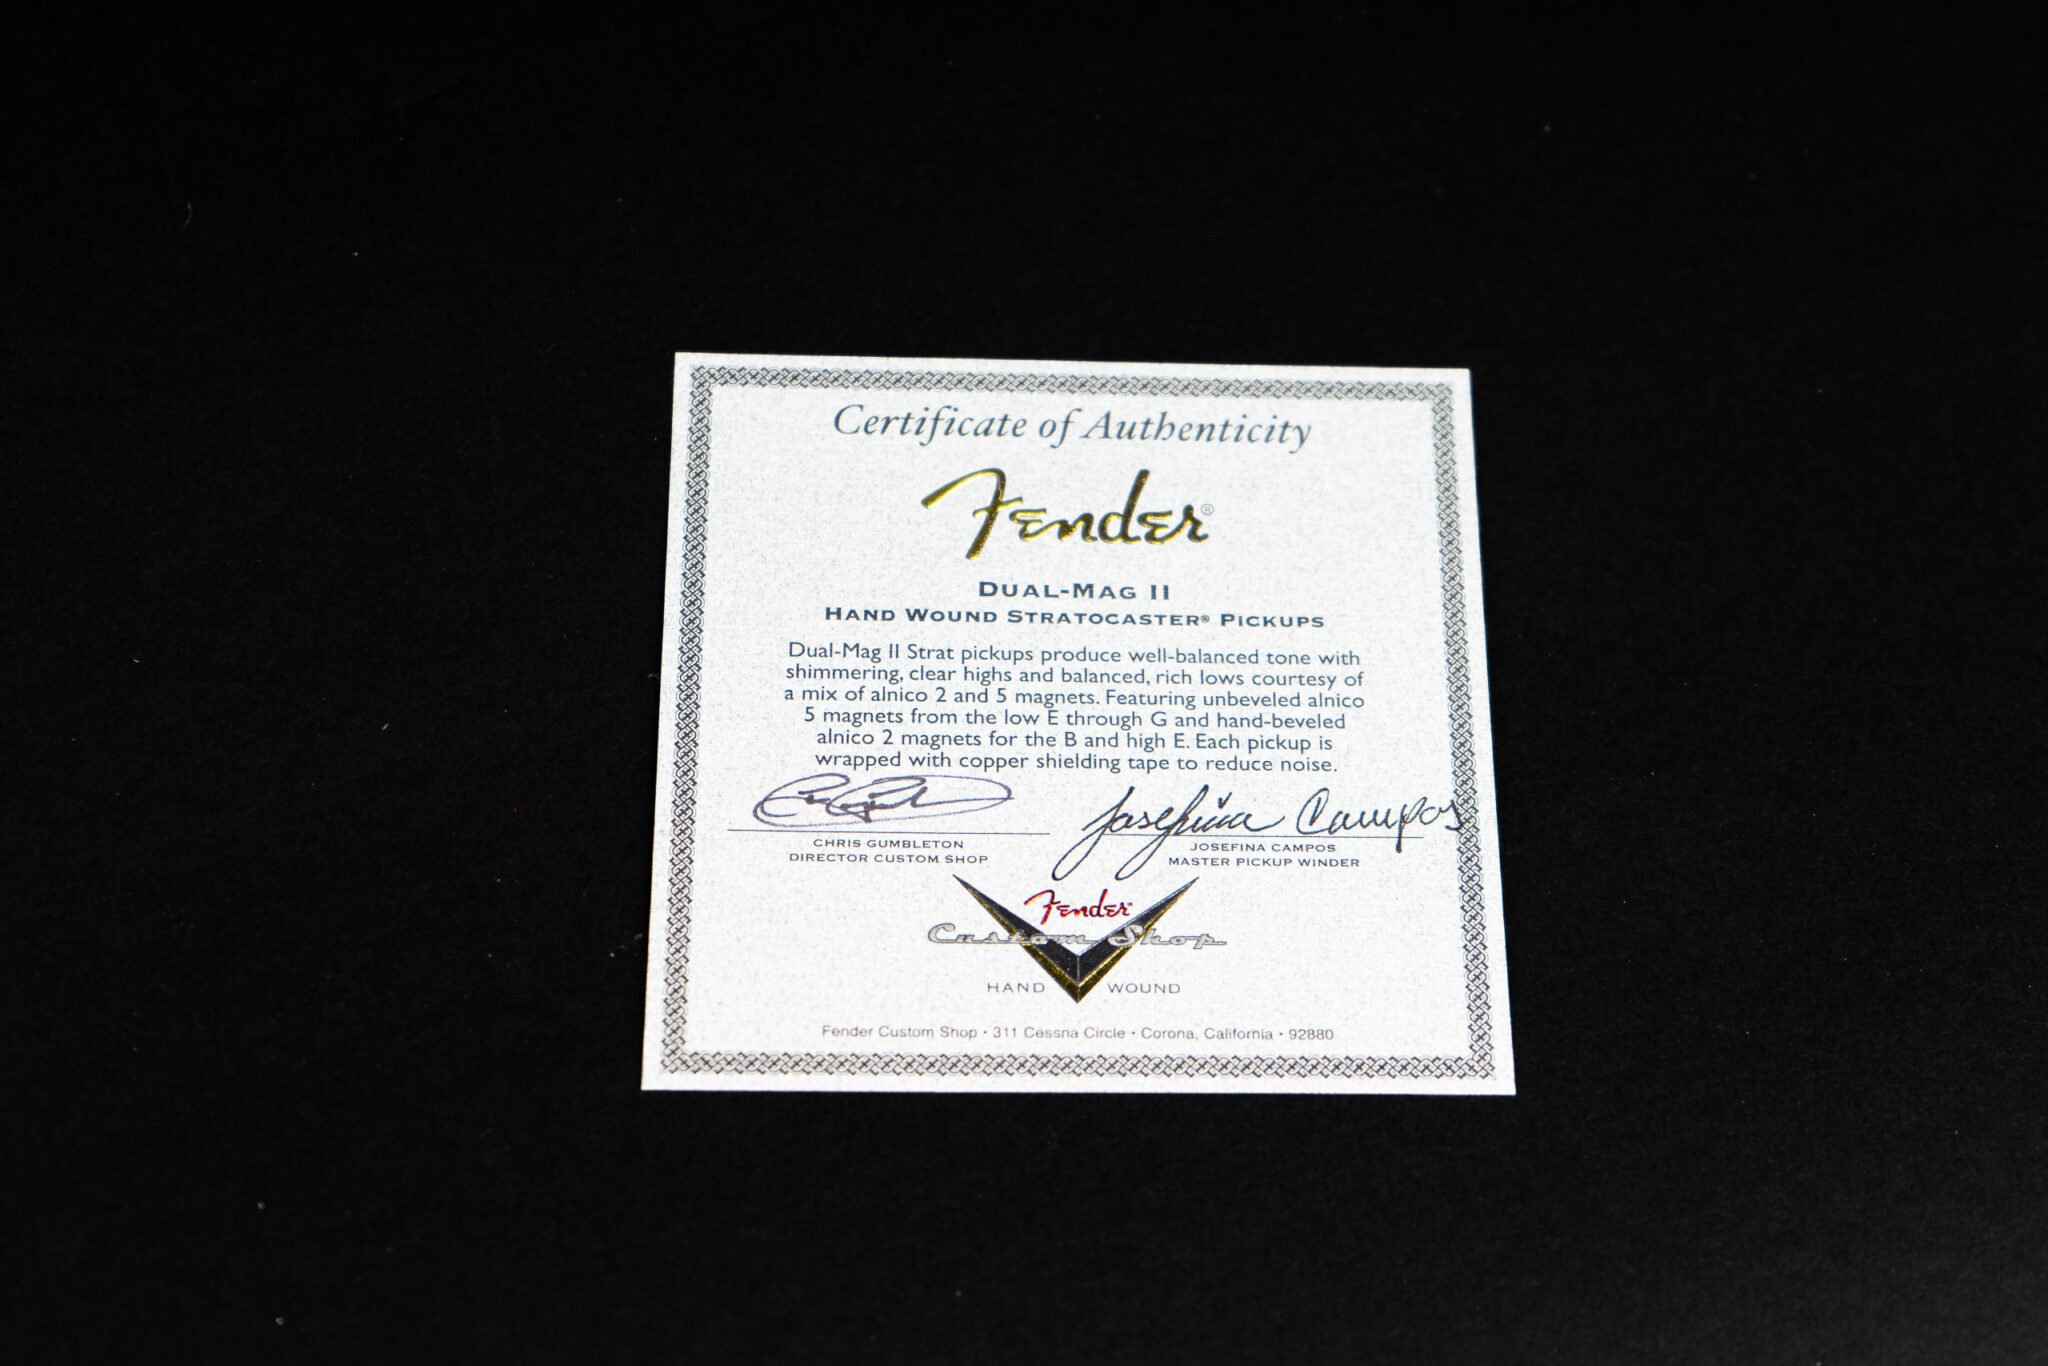 Certificate of Authenticity
Fender®
DUAL-MAG II
HAND WOUND STRATOCASTER® PICKUPS
Dual-Mag II Strat pickups produce well-balanced tone with
shimmering, clear highs and balanced, rich lows courtesy of
a mix of alnico 2 and 5 magnets. Featuring unbeveled alnico
5 magnets from the low E through G and hand-beveled
alnico 2 magnets for the B and high E. Each pickup is
wrapped with copper shielding tape to reduce noise.
Josefina Campos
CHRIS GUMBLETON
DIRECTOR CUSTOM SHOP
JOSEFINA CAMPOS
MASTER PICKUP WINDER
Fender
Custom Shop
HAND WOUND
Fender Custom Shop • 311 Cessna Circle • Corona, California • 92880